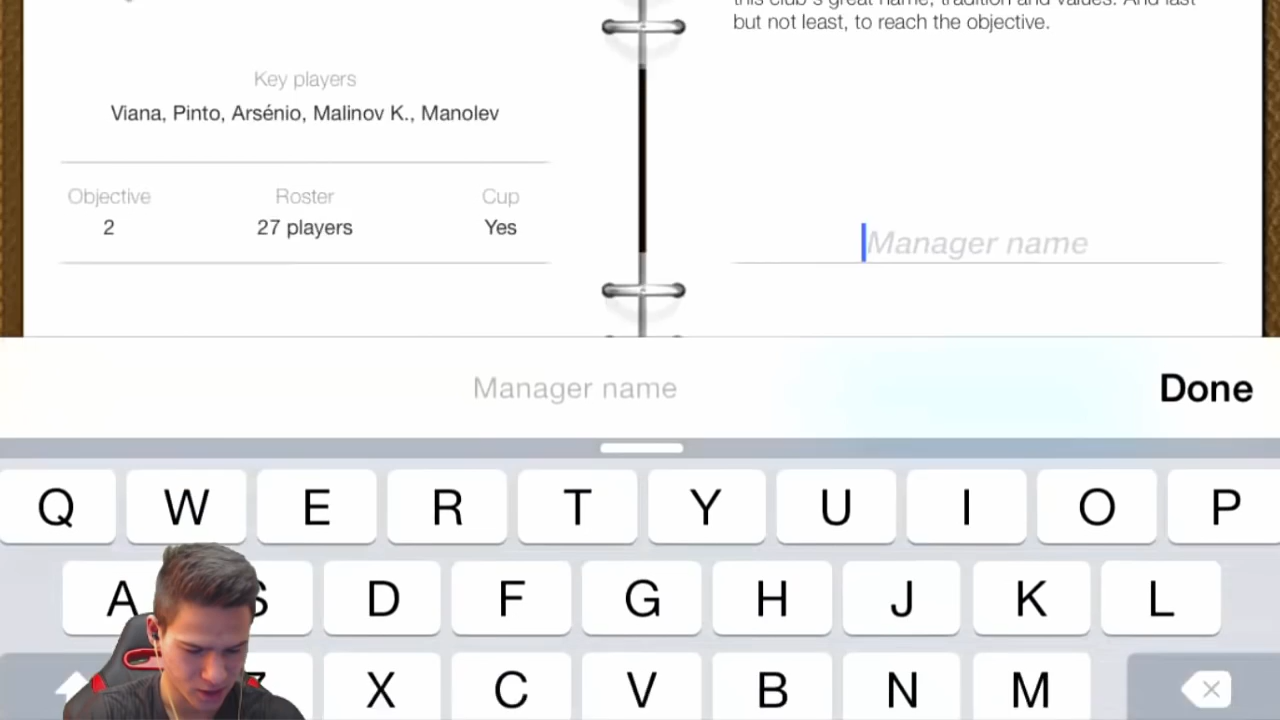 this club's great name, tradition and values. And last
but not least, to reach the objective.
Key players
Viana, Pinto, Arsénio, Malinov K., Manolev
Objective
Roster
Cup
2
27 players
Yes
Manager name
Manager name
Done
Q W E R T Y U I O P
A S D F G H J K L
Z X C V B N M